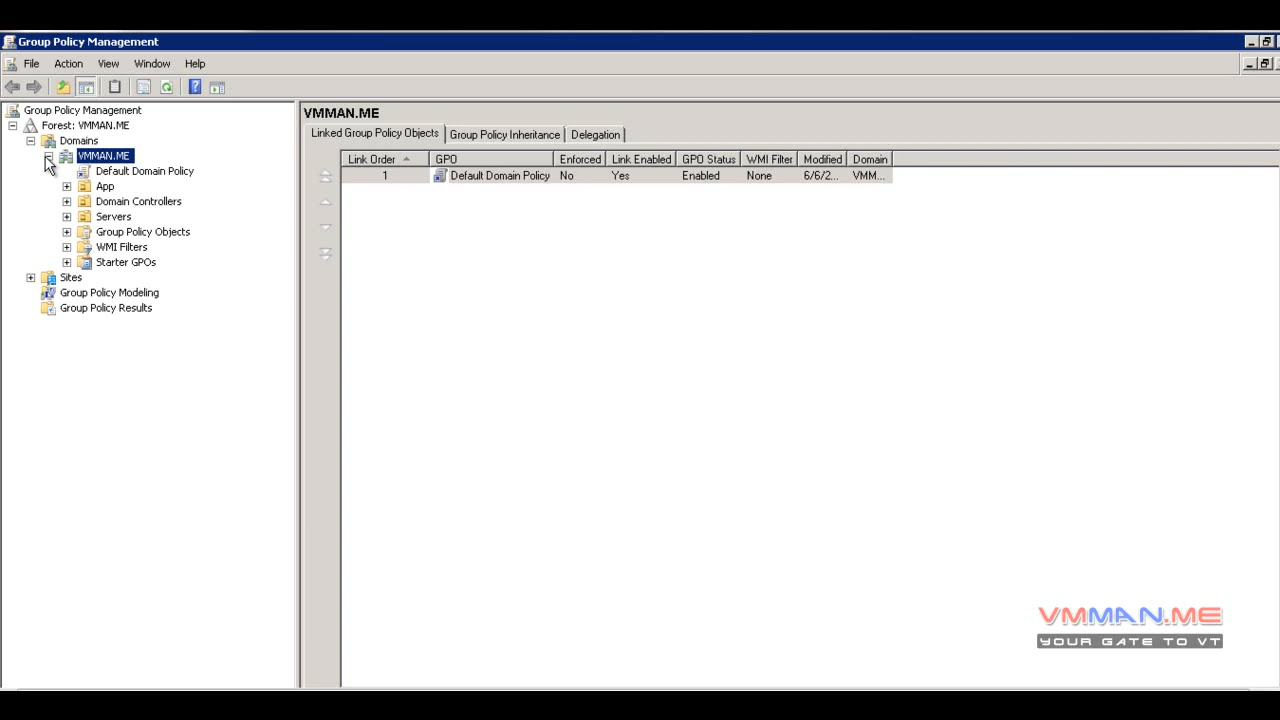 Group Policy Management
File Action View Window Help
Group Policy Management
Forest: VMMAN.ME
Domains
VMMAN.ME
Default Domain Policy
App
Domain Controllers
Servers
Group Policy Objects
WMI Filters
Starter GPOs
Sites
Group Policy Modeling
Group Policy Results
VMMAN.ME
Linked Group Policy Objects Group Policy Inheritance Delegation
Link Order GPO Enforced Link Enabled GPO Status WMI Filter Modified Domain
1 Default Domain Policy No Yes Enabled None 6/6/2... VMM...
VMMAN.ME
YOUR GATE TO VT